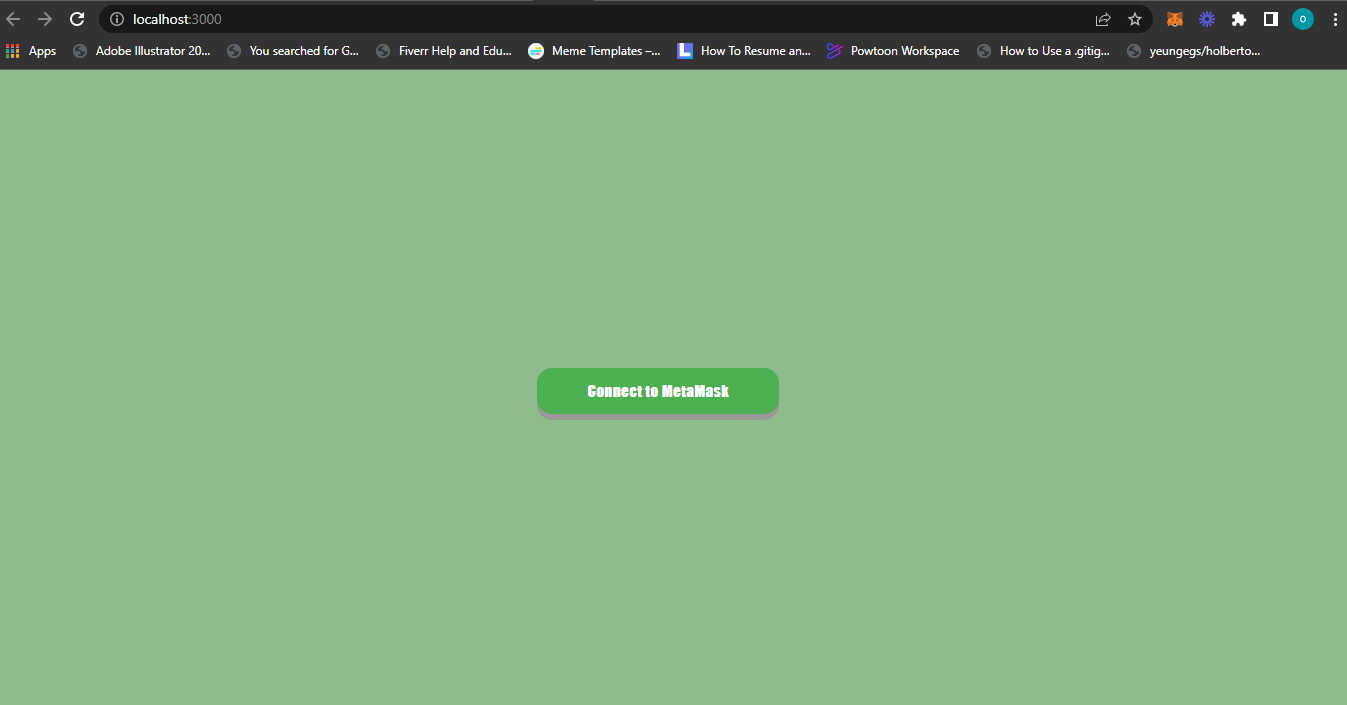 localhost:3000
O
Apps
Adobe Illustrator 20...
You searched for G...
Fiverr Help and Edu...
Meme Templates –...
L
How To Resume an...
Powtoon Workspace
How to Use a .gitig...
yeungegs/holberto...
Connect to MetaMask